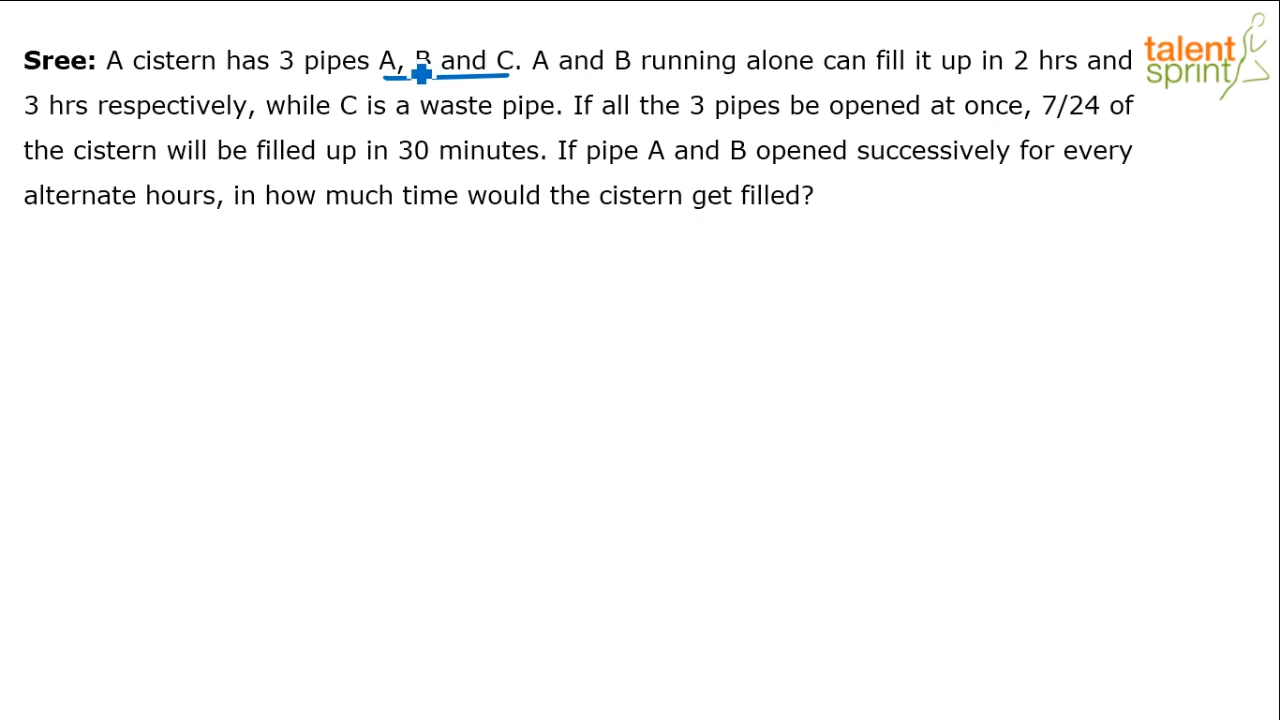 Sree: A cistern has 3 pipes A, B and C. A and B running alone can fill it up in 2 hrs and
3 hrs respectively, while C is a waste pipe. If all the 3 pipes be opened at once, 7/24 of
the cistern will be filled up in 30 minutes. If pipe A and B opened successively for every
alternate hours, in how much time would the cistern get filled?
talent
sprint